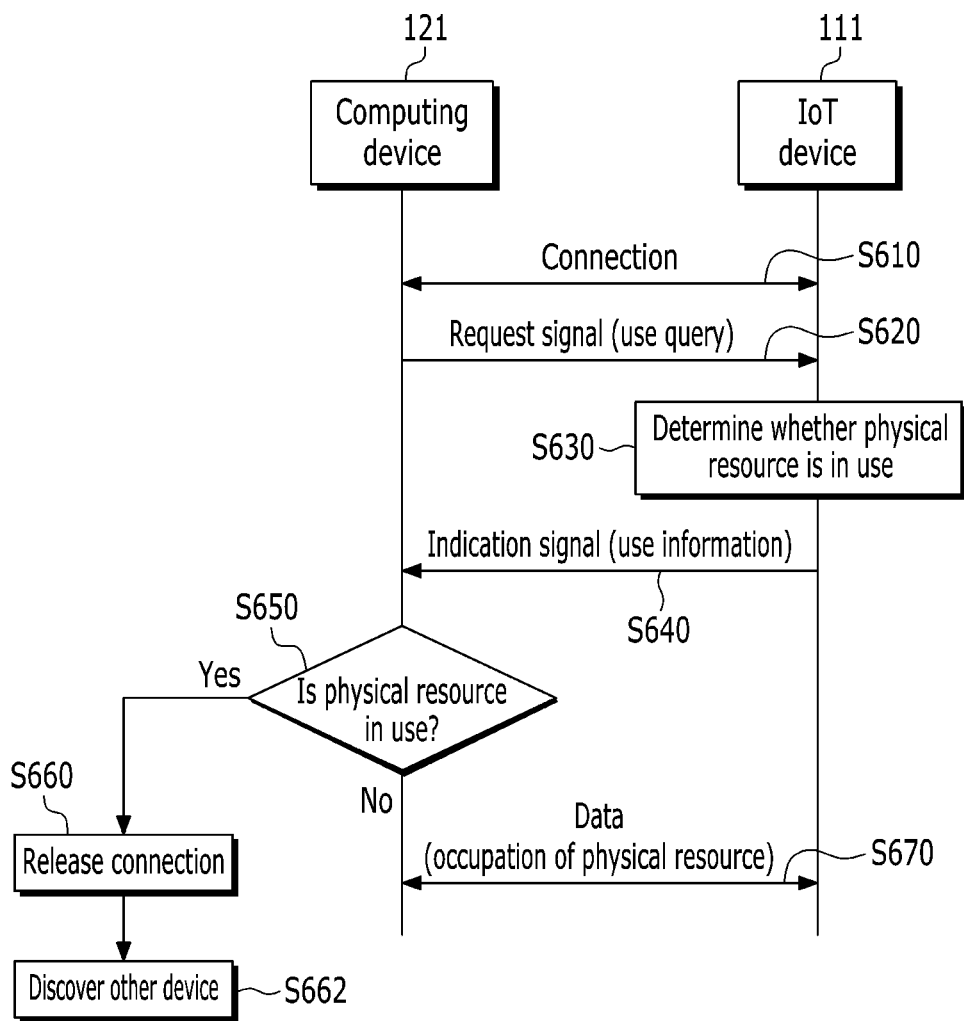 121
111
Computing
device
IoT
device
Connection
S610
Request signal (use query)
S620
S630
Determine whether physical
resource is in use
Indication signal (use information)
S640
S650
Yes
Is physical resource
in use?
No
S660
Release connection
Data
(occupation of physical resource)
S670
Discover other device
S662